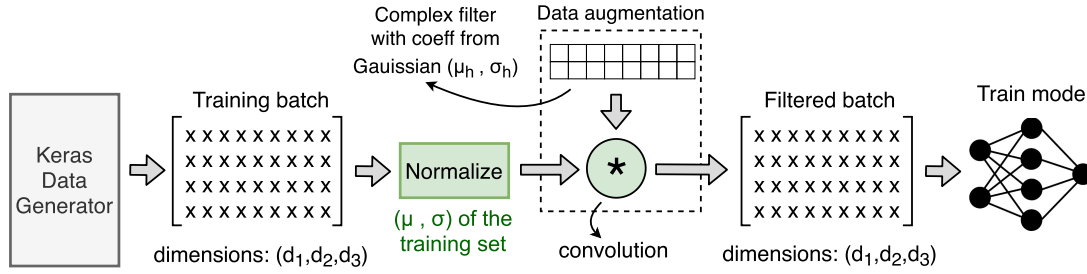 Complex filter
with coeff from
Gauissian (μh , σh)
Data augmentation
Keras
Data
Generator
Training batch
x x x x x x x x x
x x x x x x x x x
x x x x x x x x x
x x x x x x x x x
dimensions: (d1,d2,d3)
Normalize
(μ , σ) of the
training set
*
convolution
Filtered batch
x x x x x x x x x
x x x x x x x x x
x x x x x x x x x
x x x x x x x x x
dimensions: (d1,d2,d3)
Train mode